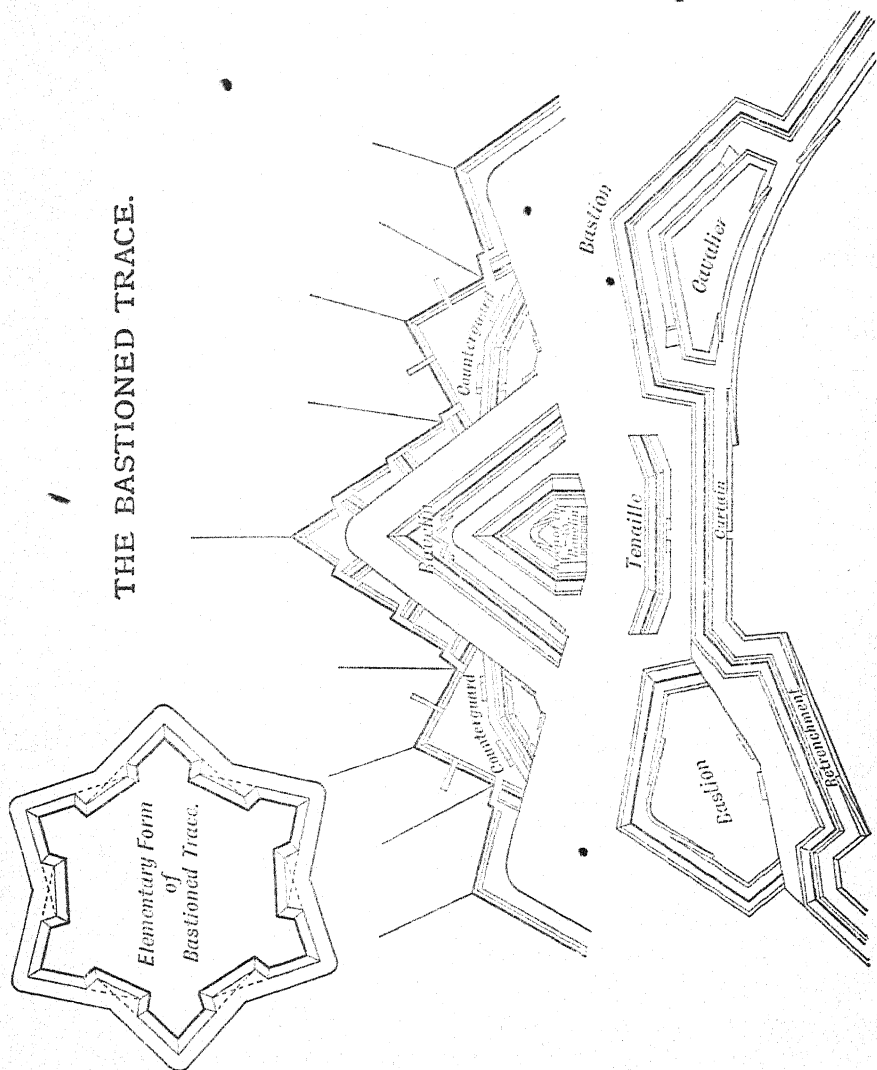 THE BASTIONED TRACE.
Elementary Form
of
Bastioned Trace.
Counterguard
Ravelin
Counterguard
Bastion
Tenaille
Cavalier
Bastion
Curtain
Retrenchment